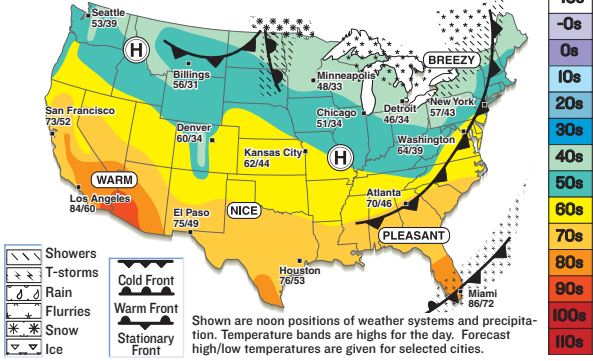 Seattle
53/39
H
Billings
56/31
Minneapolis
48/33
BREEZY
San Francisco
73/52
Denver
60/34
Chicago
51/34
Detroit
46/34
New York
57/43
Kansas City
62/44
H
Washington
64/39
WARM
Los Angeles
84/60
El Paso
75/49
NICE
Atlanta
70/46
PLEASANT
Houston
76/53
Miami
86/72
Showers
T-storms
Rain
Flurries
Snow
Ice
Cold Front
Warm Front
Stationary
Front
Shown are noon positions of weather systems and precipita-
tion. Temperature bands are highs for the day. Forecast
high/low temperatures are given for selected cities.
-0s
0s
10s
20s
30s
40s
50s
60s
70s
80s
90s
100s
110s